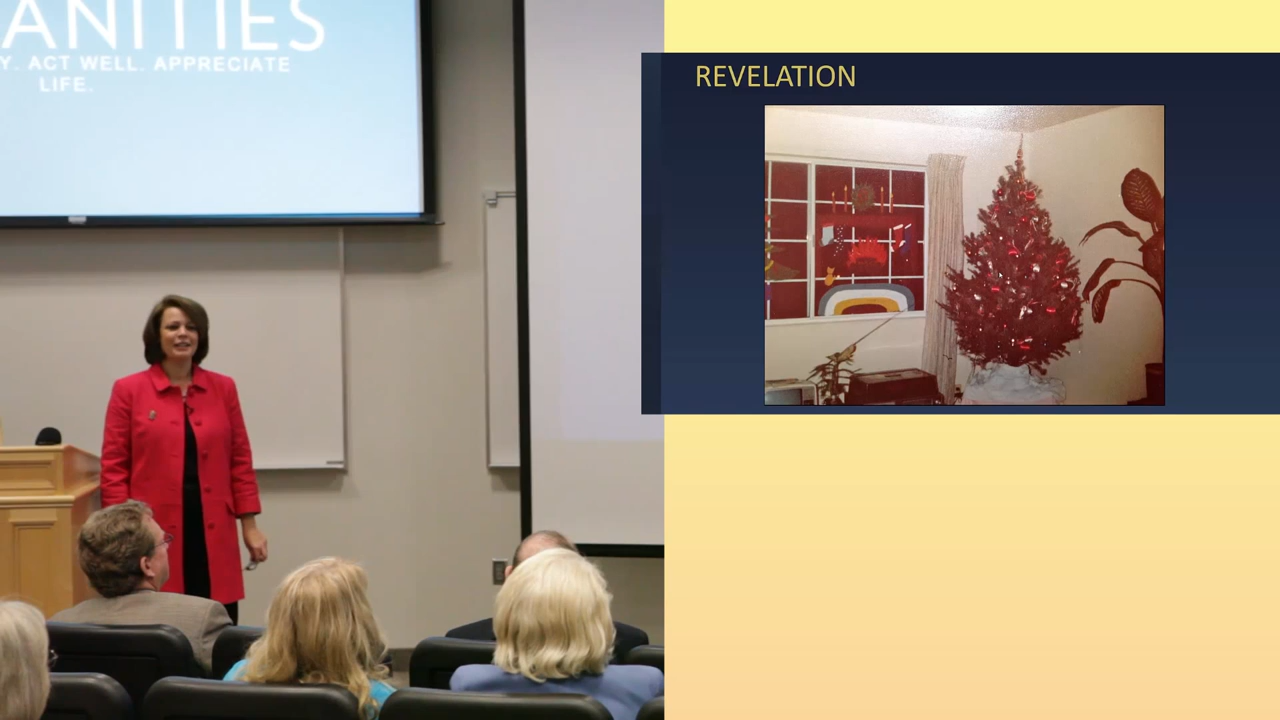 ANITIES
Y. ACT WELL. APPRECIATE
LIFE.
REVELATION